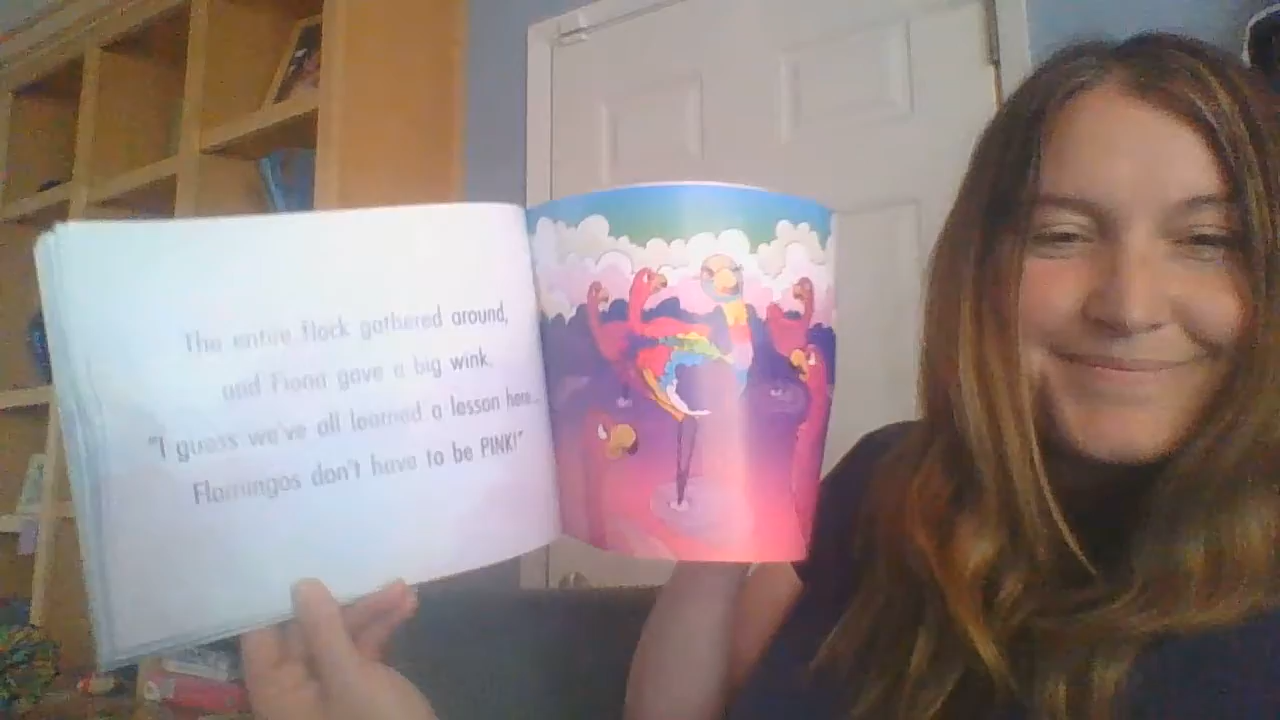 The entire flock gathered around,
and Fiona gave a big wink.
"I guess we've all learned a lesson here...
Flamingos don't have to be PINK!"